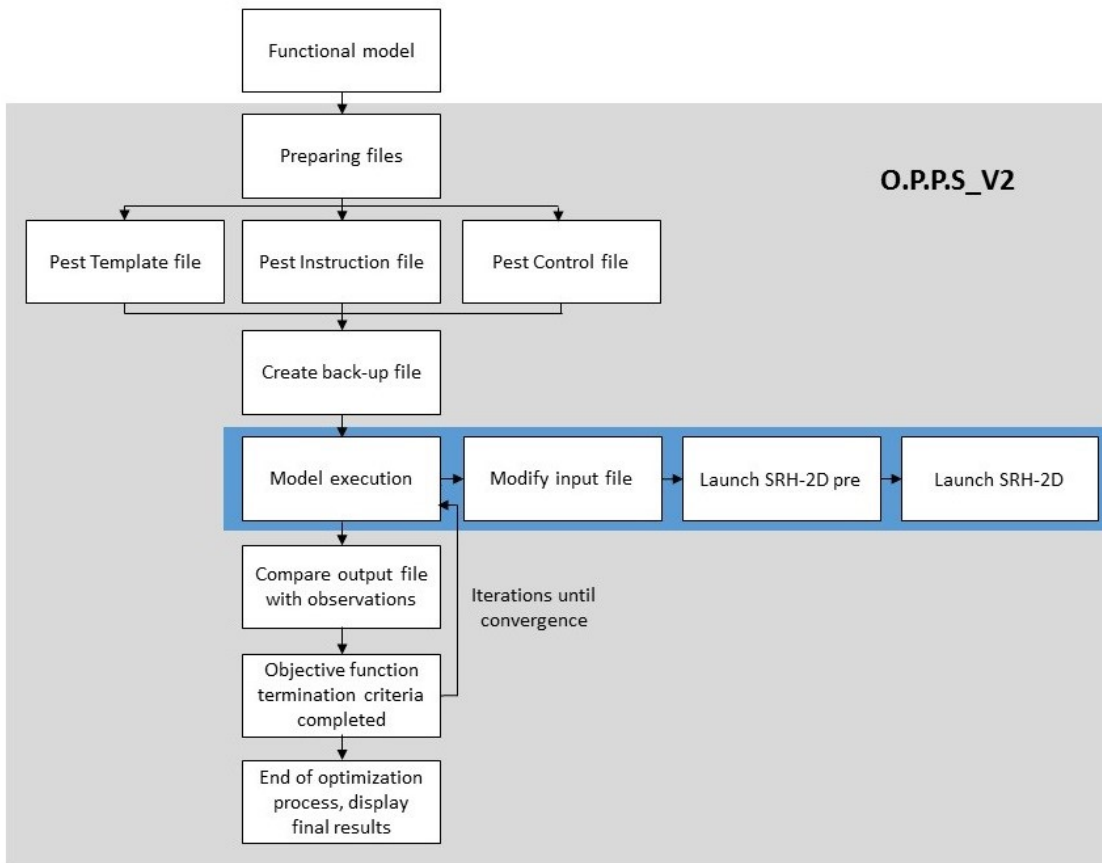 Functional model
Preparing files
O.P.P.S_V2
Pest Template file
Pest Instruction file
Pest Control file
Create back-up file
Model execution
Modify input file
Launch SRH-2D pre
Launch SRH-2D
Compare output file
with observations
Iterations until
convergence
Objective function
termination criteria
completed
End of optimization
process, display
final results